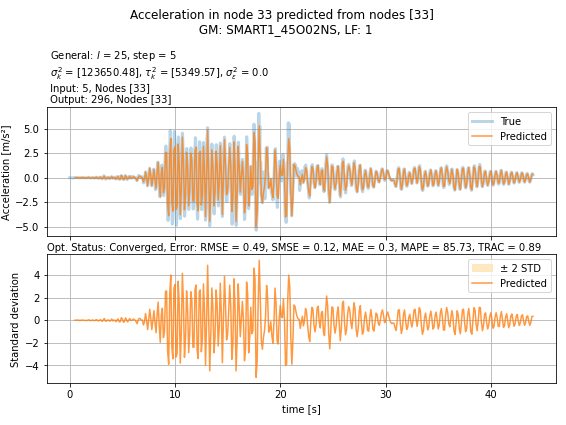 Acceleration in node 33 predicted from nodes [33]
GM: SMART1_45O02NS, LF: 1
General: l = 25, step = 5
σ²ₖ = [123650.48], τ²ₖ = [5349.57], σ²ε = 0.0
Input: 5, Nodes [33]
Output: 296, Nodes [33]
5.0
2.5
0.0
−2.5
−5.0
Acceleration [m/s²]
True
Predicted
Opt. Status: Converged, Error: RMSE = 0.49, SMSE = 0.12, MAE = 0.3, MAPE = 85.73, TRAC = 0.89
4
2
0
−2
−4
Standard deviation
± 2 STD
Predicted
0 10 20 30 40
time [s]